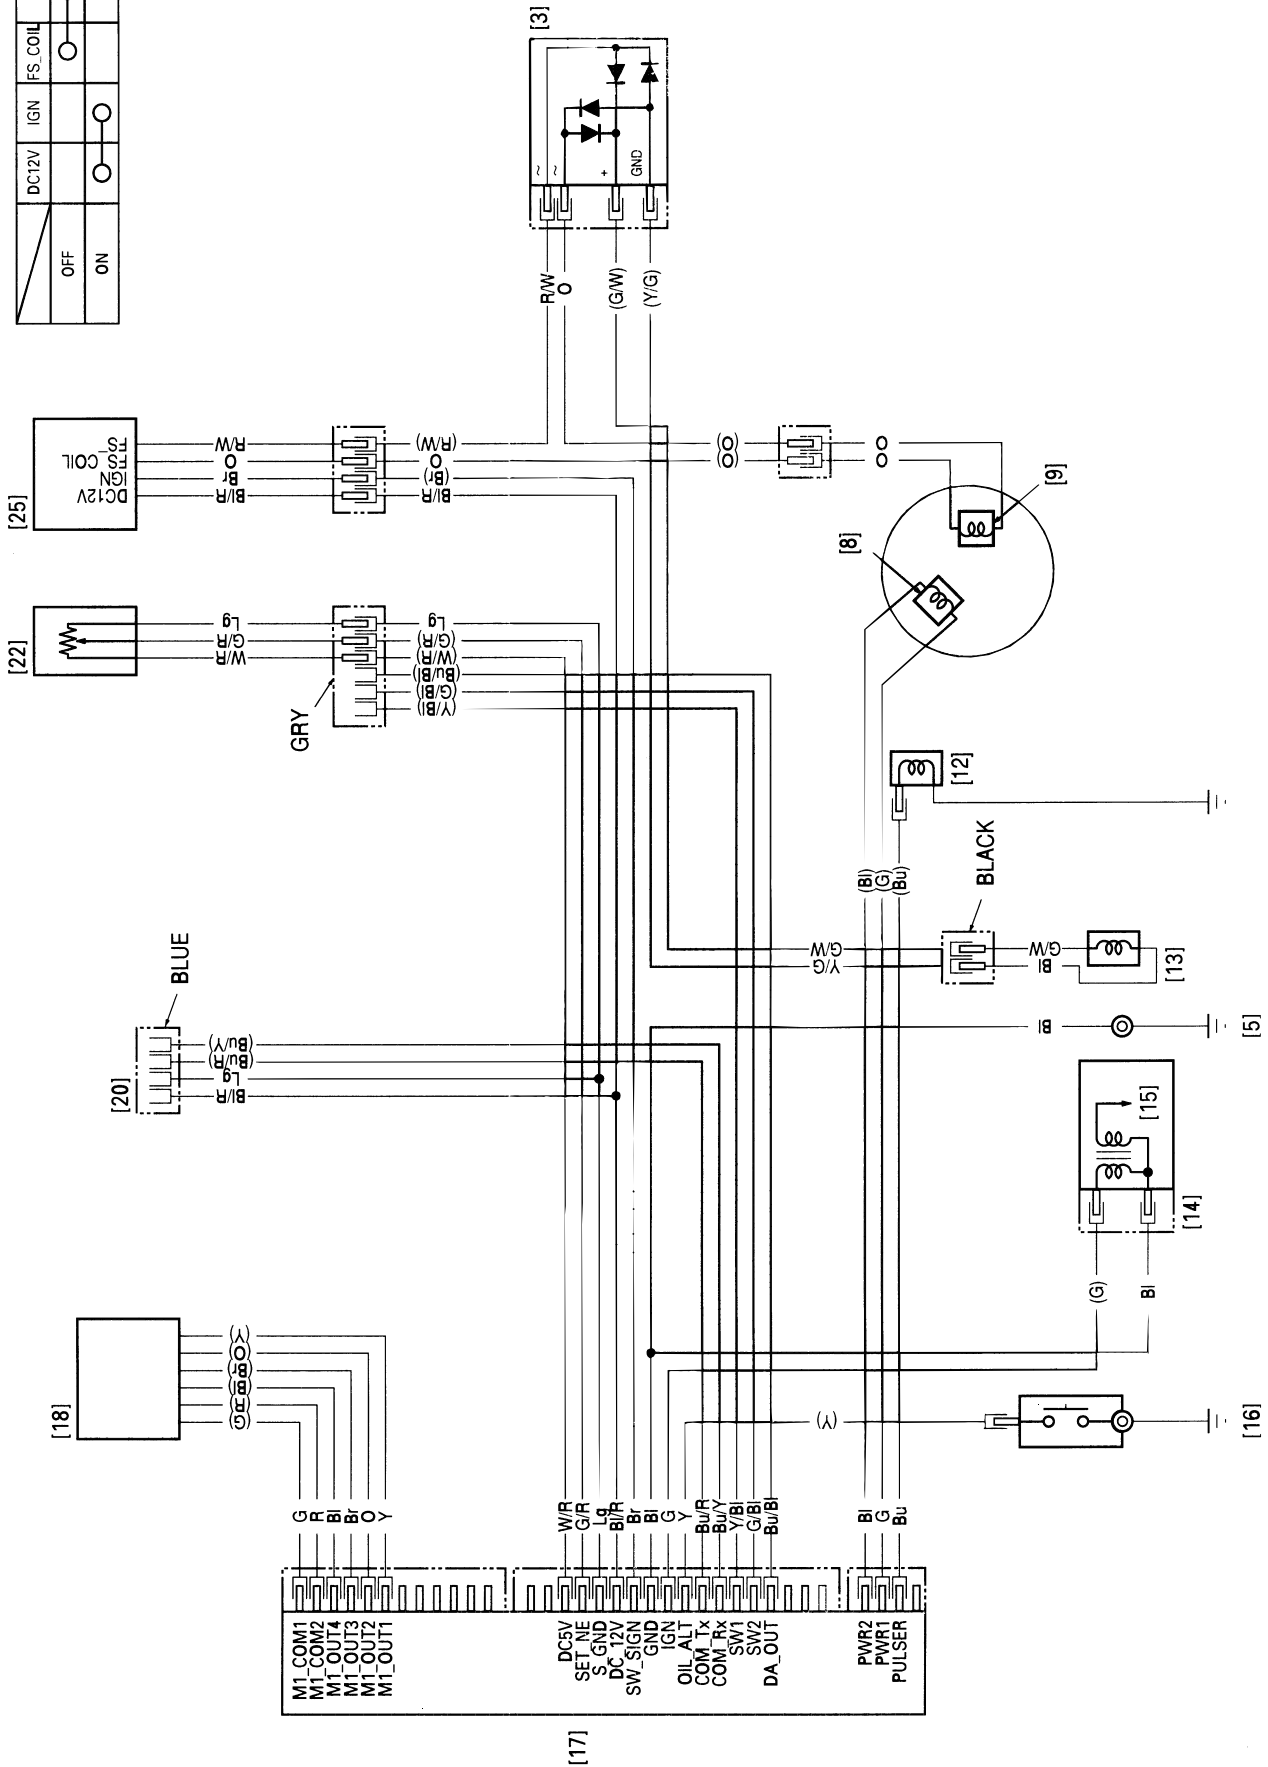 [3]
DC12V
IGN
FS_COIL
OFF
ON
~
~
+
GND
R/W
O
(G/W)
(Y/G)
[25]
FS_
FS_COIL
IGN
DC12V
R/W
O
Br
Bl/R
(R/W)
O
(Br)
Bl/R
(O)
(O)
O
O
[9]
[8]
[22]
Lg
G/R
W/R
Lg
(G/R)
(W/R)
(Bu/Bl)
(G/Bl)
(Y/Bl)
GRY
[12]
(Bl)
(G)
(Bu)
BLACK
BLUE
[20]
(Bu/Y)
(Bu/R)
Lg
Bl/R
G/W
Y/G
G/W
Bl
[13]
Bl
[5]
[15]
[14]
(G)
Bl
[18]
(Y)
(O)
(Br)
(Bl)
(R)
(G)
(Y)
[16]
G
R
Bl
Br
O
Y
W/R
G/R
Lg
Bl/R
Br
Bl
G
Y
Bu/R
Bu/Y
Y/Bl
G/Bl
Bu/Bl
Bl
G
Bu
M1_COM1
M1_COM2
M1_OUT4
M1_OUT3
M1_OUT2
M1_OUT1
DC5V
SET_NE
S_GND
DC_12V
SW_SIGN
GND
IGN
OIL_ALT
COM_Tx
COM_Rx
SW1
SW2
DA_OUT
PWR2
PWR1
PULSER
[17]